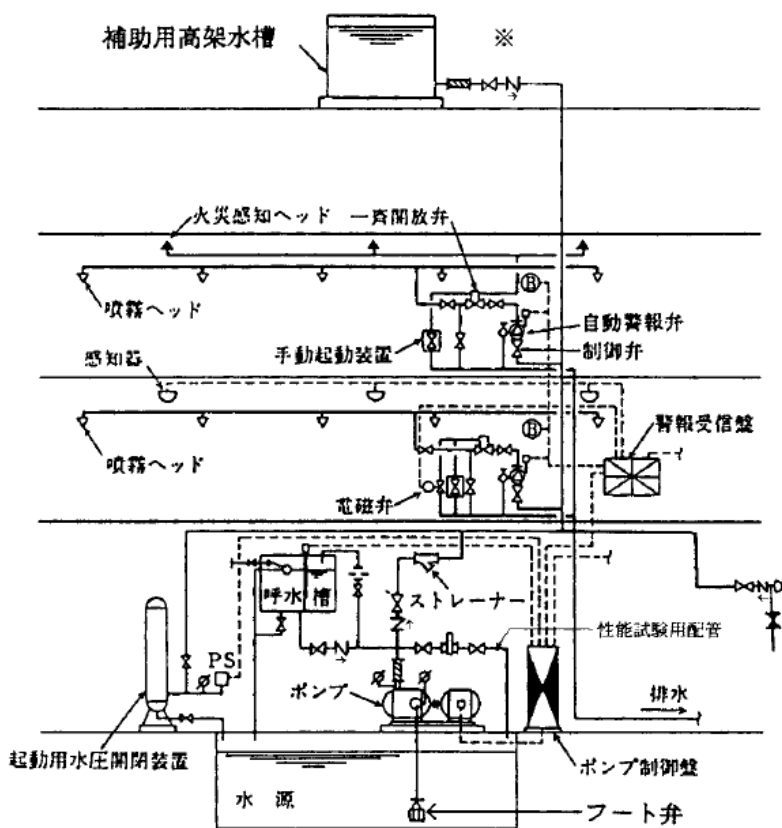 補助用高架水槽
※
火災感知ヘッド
一斉開放弁
噴霧ヘッド
B
自動警報弁
制御弁
手動起動装置
感知器
噴霧ヘッド
B
警報受信盤
電磁弁
呼水槽
ストレーナー
性能試験用配管
PS
ポンプ
排水
起動用水圧開閉装置
ポンプ制御盤
水源
フート弁